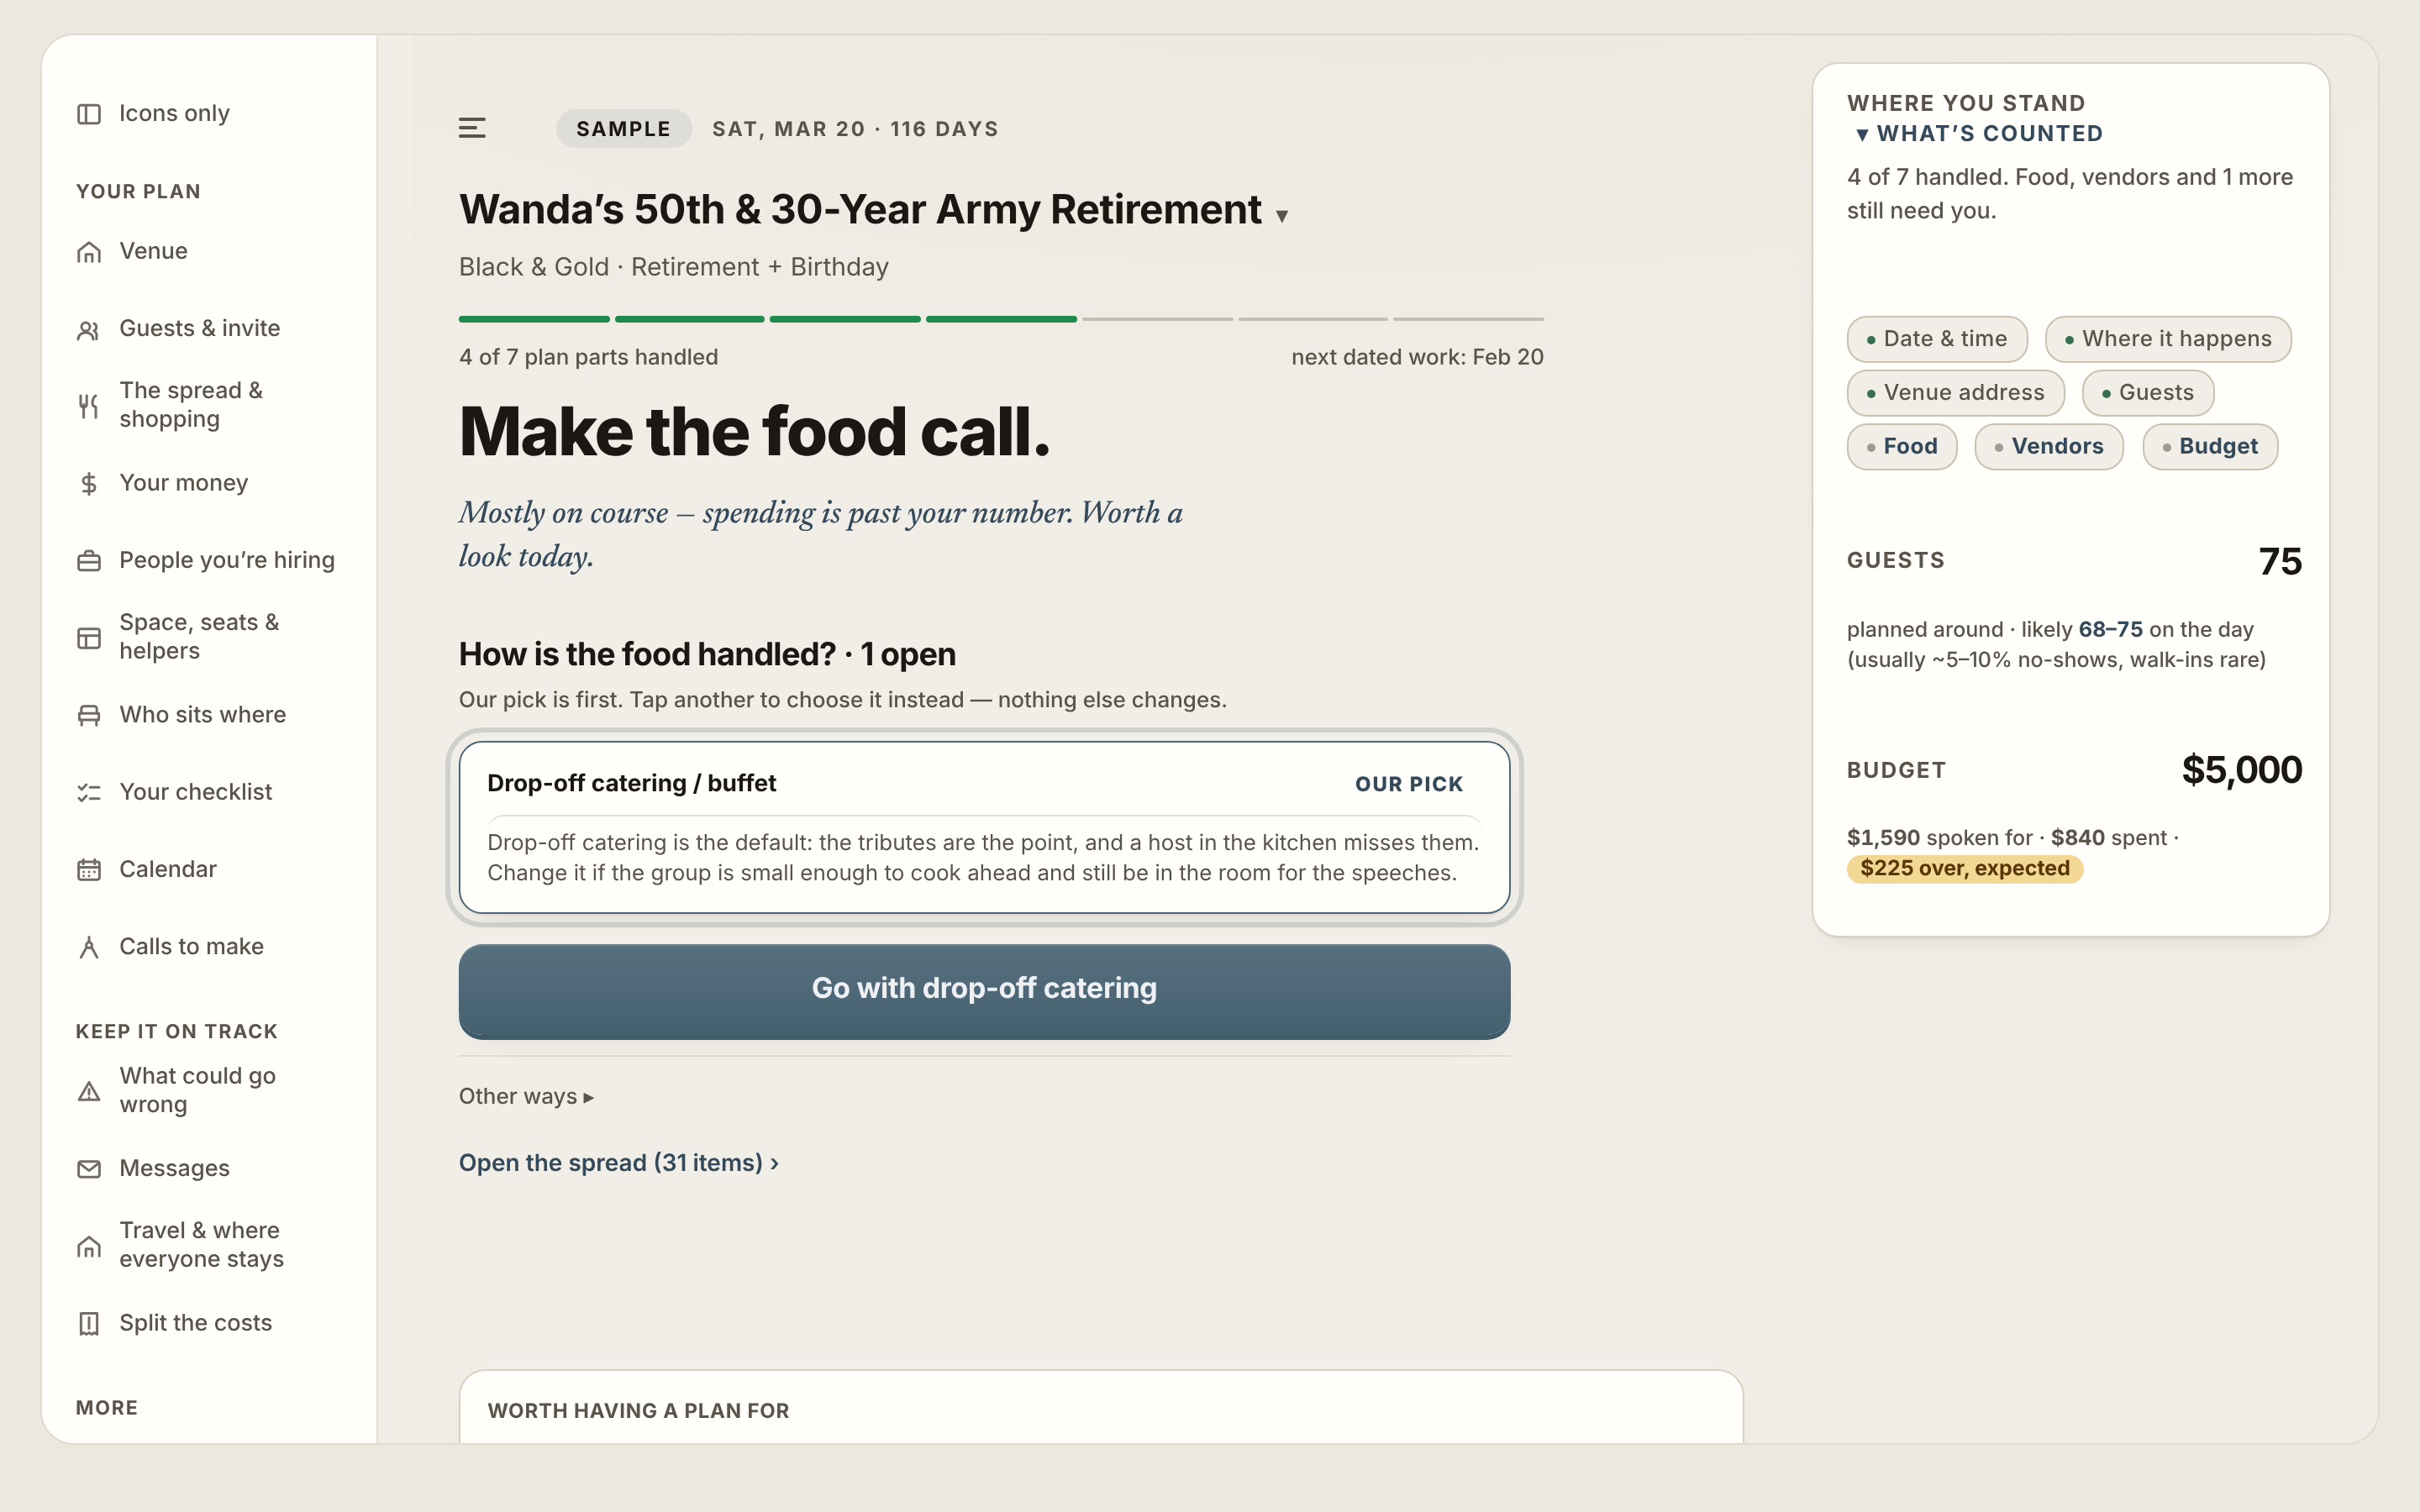 Icons only
YOUR PLAN
Venue
Guests & invite
The spread &
shopping
Your money
People you’re hiring
Space, seats &
helpers
Who sits where
Your checklist
Calendar
Calls to make
KEEP IT ON TRACK
What could go
wrong
Messages
Travel & where
everyone stays
Split the costs
MORE
SAMPLE SAT, MAR 20 · 116 DAYS
Wanda’s 50th & 30-Year Army Retirement ▾
Black & Gold · Retirement + Birthday
4 of 7 plan parts handled
next dated work: Feb 20
Make the food call.
Mostly on course – spending is past your number. Worth a
look today.
How is the food handled? · 1 open
Our pick is first. Tap another to choose it instead — nothing else changes.
Drop-off catering / buffet
OUR PICK
Drop-off catering is the default: the tributes are the point, and a host in the kitchen misses them.
Change it if the group is small enough to cook ahead and still be in the room for the speeches.
Go with drop-off catering
Other ways ▸
Open the spread (31 items) ›
WORTH HAVING A PLAN FOR
WHERE YOU STAND
▾ WHAT’S COUNTED
4 of 7 handled. Food, vendors and 1 more
still need you.
• Date & time • Where it happens
• Venue address • Guests
• Food • Vendors • Budget
GUESTS 75
planned around · likely 68–75 on the day
(usually ~5–10% no-shows, walk-ins rare)
BUDGET $5,000
$1,590 spoken for · $840 spent ·
$225 over, expected